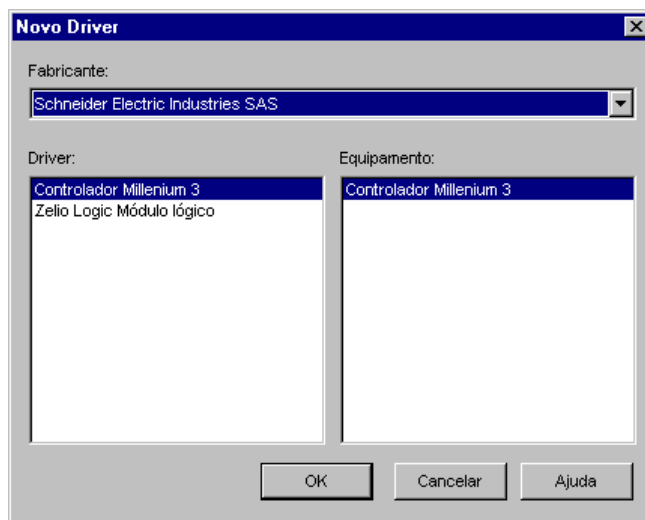 Novo Driver
Fabricante:
Schneider Electric Industries SAS
Driver:
Equipamento:
Controlador Millenium 3
Zelio Logic Módulo lógico
Controlador Millenium 3
OK
Cancelar
Ajuda